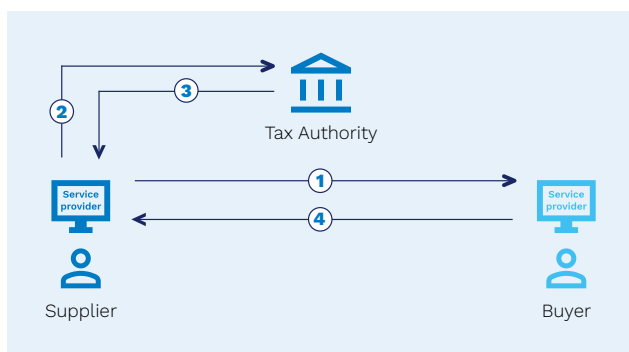 3
2
Tax Authority
1
Service
provider
Service
provider
4
Supplier
Buyer